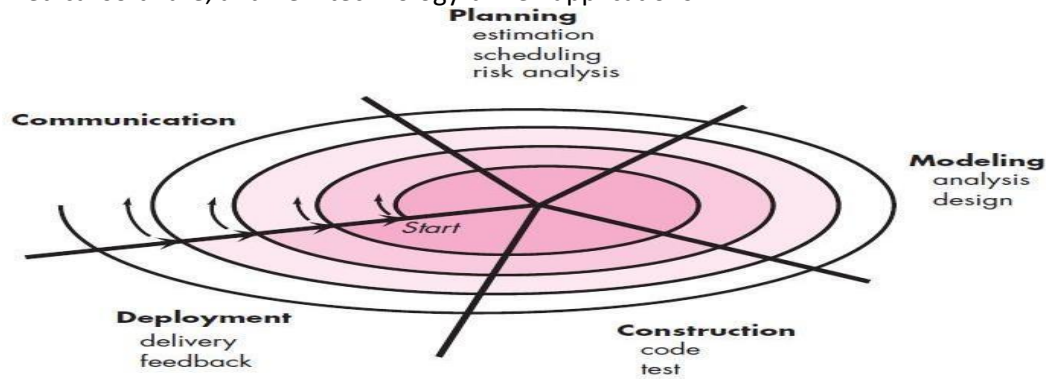 Planning
estimation
scheduling
risk analysis
Communication
Modeling
analysis
design
Start
Deployment
delivery
feedback
Construction
code
test